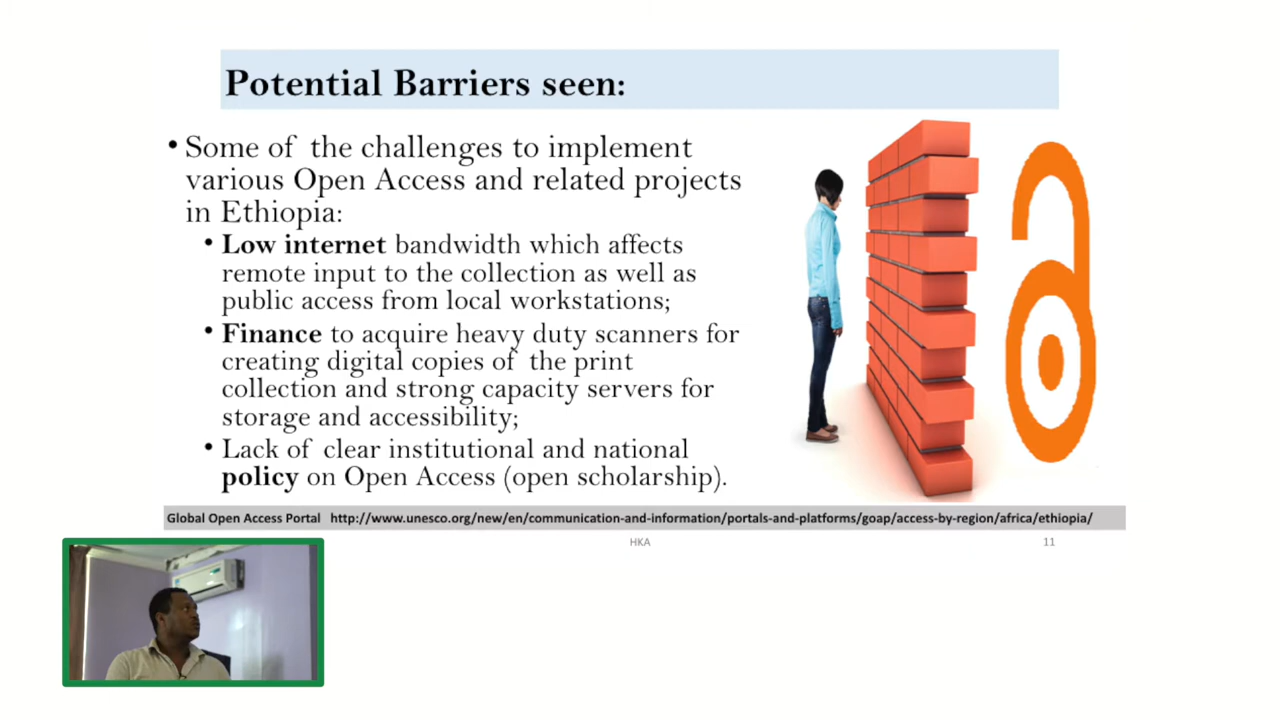 Potential Barriers seen:
• Some of the challenges to implement
various Open Access and related projects
in Ethiopia:
• Low internet bandwidth which affects
remote input to the collection as well as
public access from local workstations;
• Finance to acquire heavy duty scanners for
creating digital copies of the print
collection and strong capacity servers for
storage and accessibility;
• Lack of clear institutional and national
policy on Open Access (open scholarship).
Global Open Access Portal http://www.unesco.org/new/en/communication-and-information/portals-and-platforms/goap/access-by-region/africa/ethiopia/
HKA 11